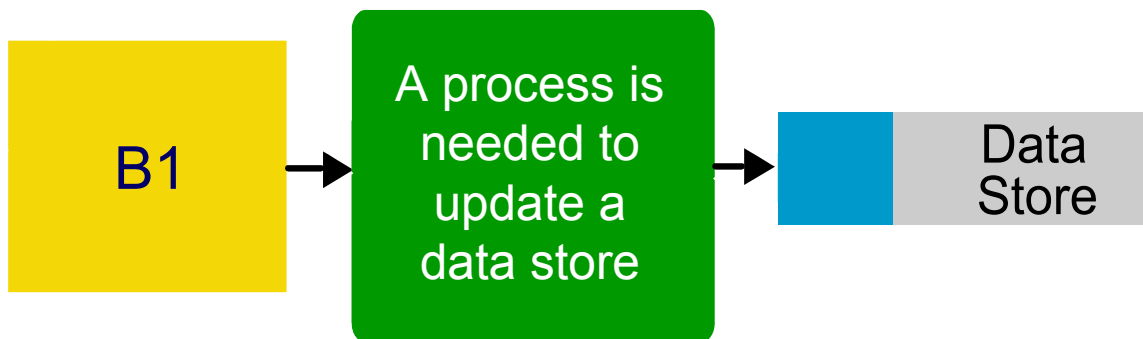 B1
A process is
needed to
update a
data store
Data
Store